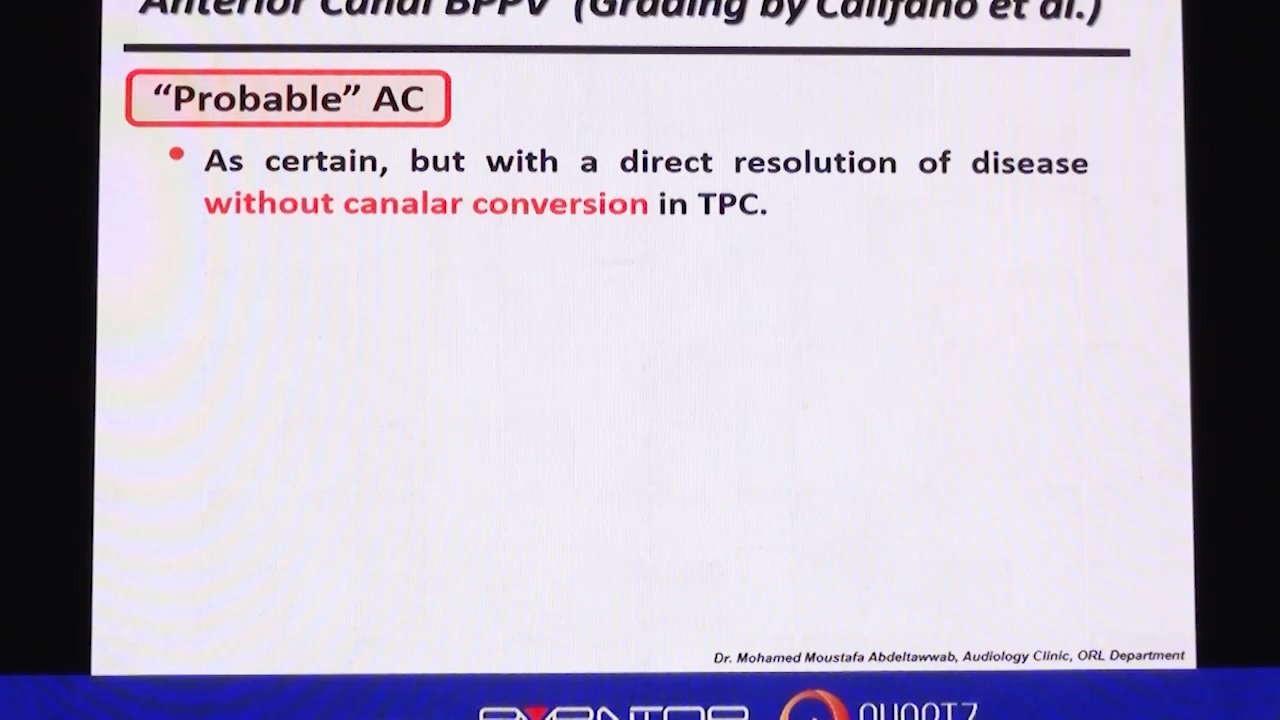 Anterior Canal BPPV (Grading by Califano et al.)
“Probable” AC
• As certain, but with a direct resolution of disease
without canalar conversion in TPC.
Dr. Mohamed Moustafa Abdeltawwab, Audiology Clinic, ORL Department
QUARTZ